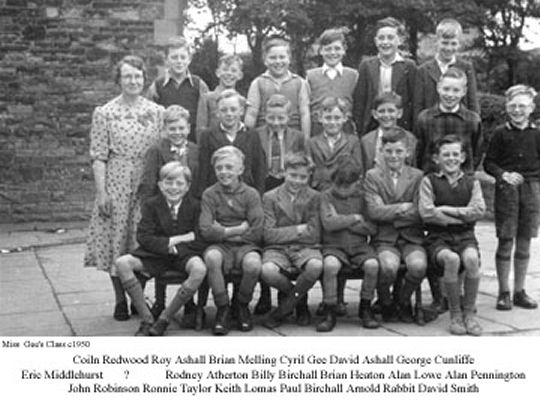 Miss Gee's Class c1950
Coiln Redwood Roy Ashall Brian Melling Cyril Gee David Ashall George Cunliffe
Eric Middlehurst ? Rodney Atherton Billy Birchall Brian Heaton Alan Lowe Alan Pennington
John Robinson Ronnie Taylor Keith Lomas Paul Birchall Arnold Rabbit David Smith